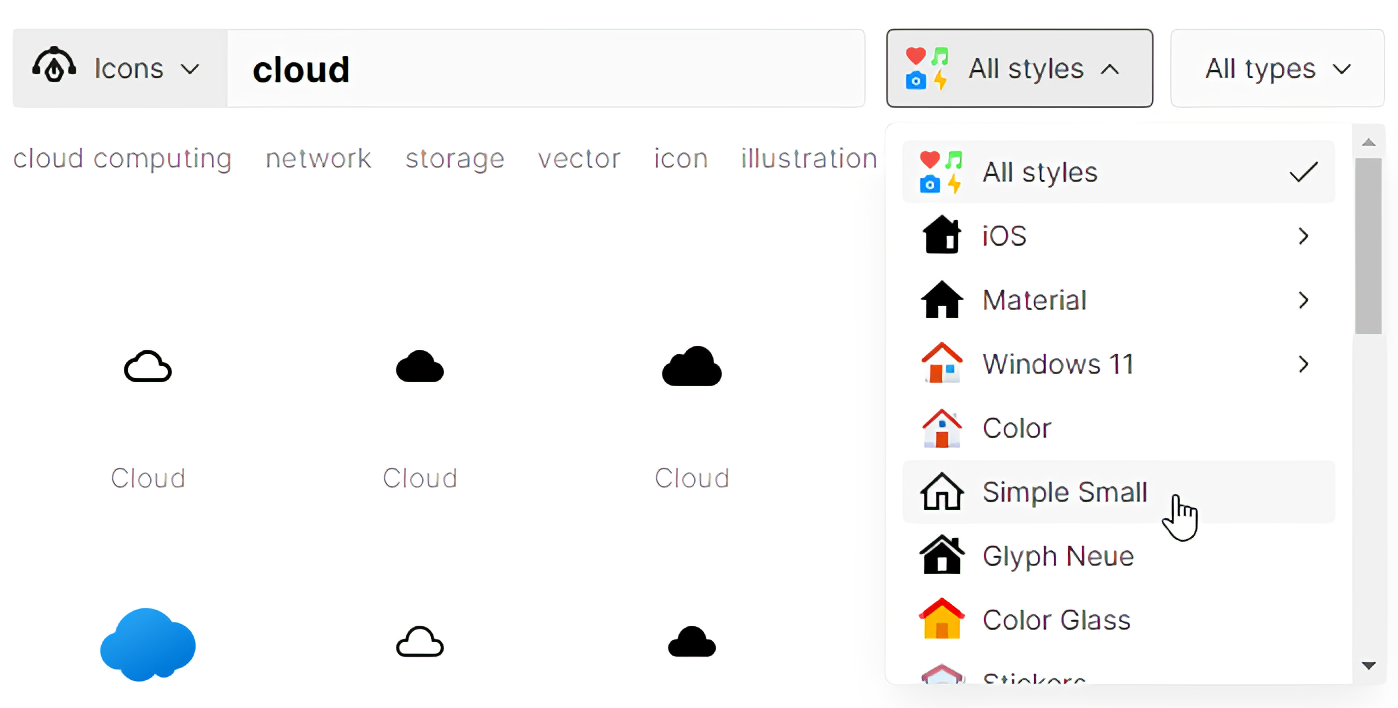 Icons
cloud
All styles
All types
cloud computing network storage vector icon illustration
All styles
iOS
Material
Windows 11
Color
Simple Small
Glyph Neue
Color Glass
Stickers
Cloud Cloud Cloud